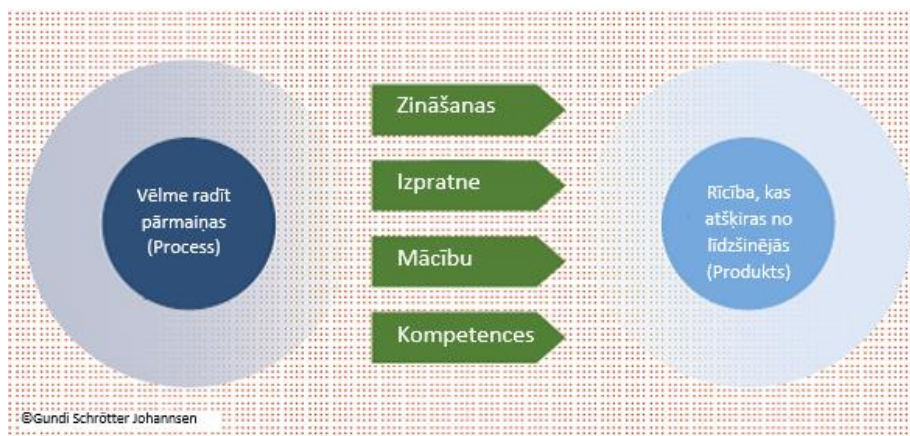 Vēlme radīt
pārmaiņas
(Process)
Zināšanas
Izpratne
Mācību
Kompetences
Rīcība, kas
atšķiras no
līdzšinējās
(Produkts)
©Gundi Schrötter Johannsen